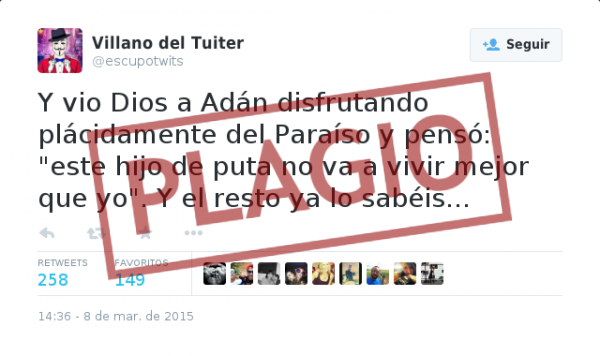 Villano del Tuiter
@escupotwits
Seguir
Y vio Dios a Adán disfrutando
plácidamente del Paraíso y pensó:
"este hijo de puta no va a vivir mejor
que yo". Y el resto ya lo sabéis...
PLAGIO
RETWEETS
FAVORITOS
258
149
14:36 - 8 de mar. de 2015